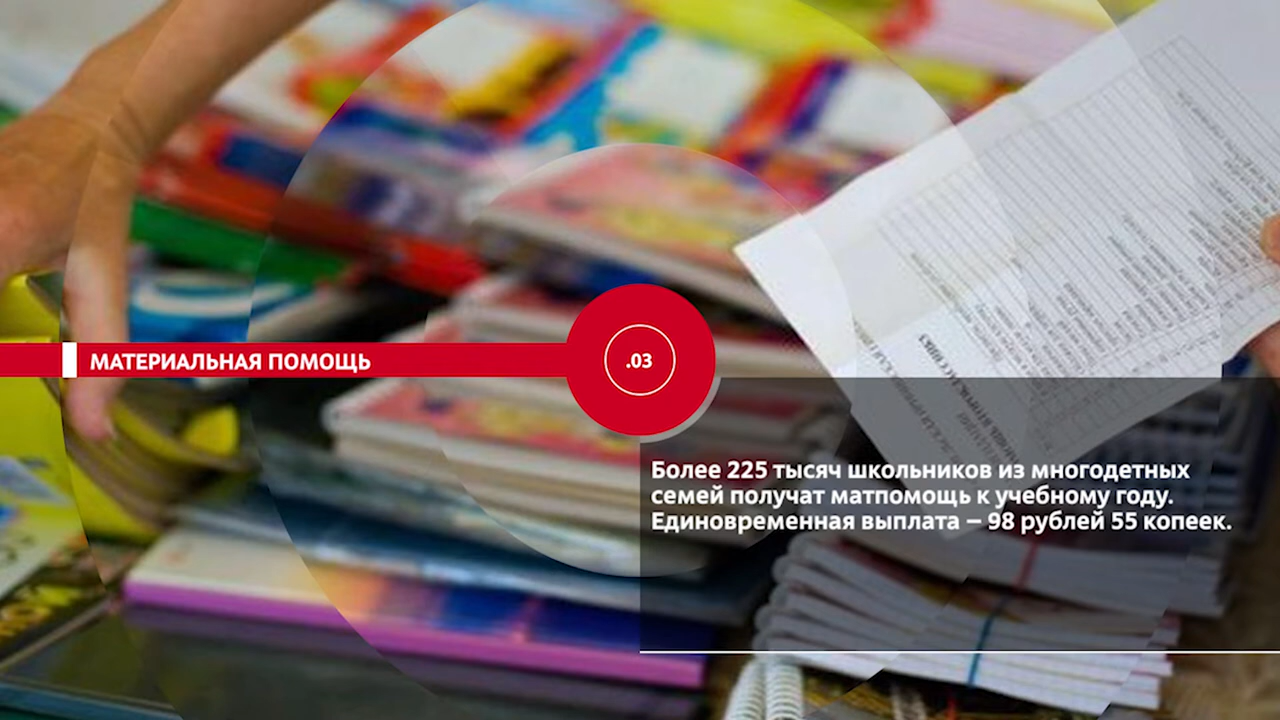 МАТЕРИАЛЬНАЯ ПОМОЩЬ
.03
Более 225 тысяч школьников из многодетных
семей получат матпомощь к учебному году.
Единовременная выплата – 98 рублей 55 копеек.